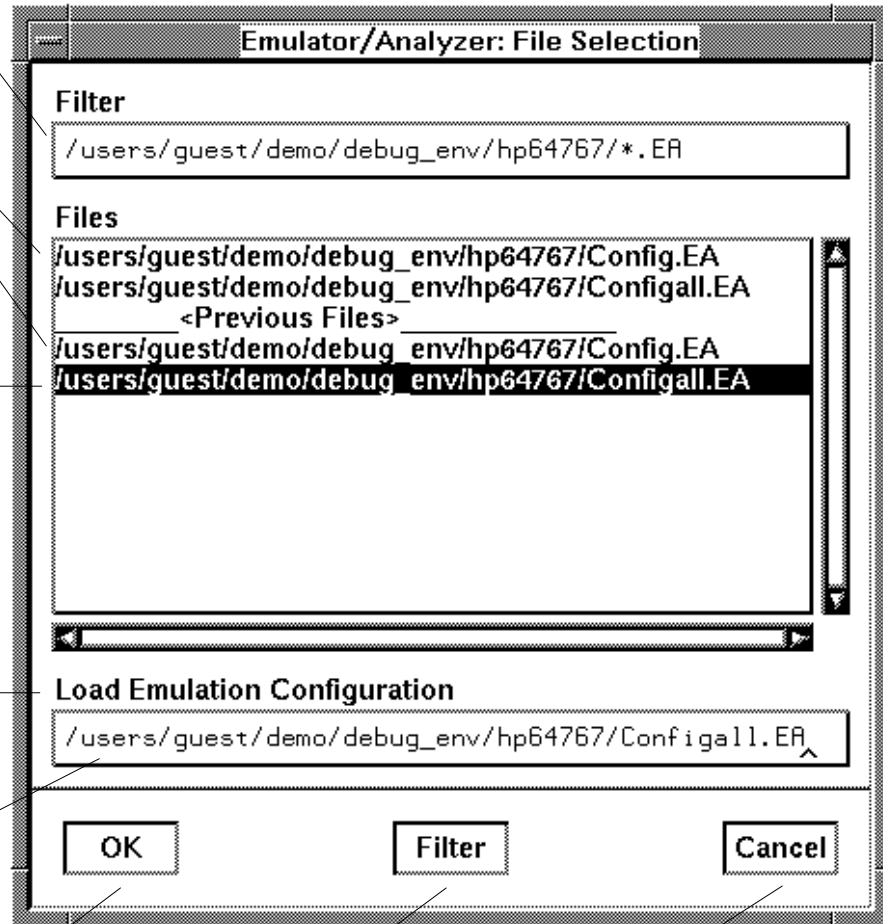 Emulator/Analyzer: File Selection
Filter
/users/guest/demo/debug_env/hp64767/*.EA
Files
/users/guest/demo/debug_env/hp64767/Config.EA
/users/guest/demo/debug_env/hp64767/Configall.EA
________<Previous Files>______________
/users/guest/demo/debug_env/hp64767/Config.EA
/users/guest/demo/debug_env/hp64767/Configall.EA
Load Emulation Configuration
/users/guest/demo/debug_env/hp64767/Configall.EA
OK Filter Cancel